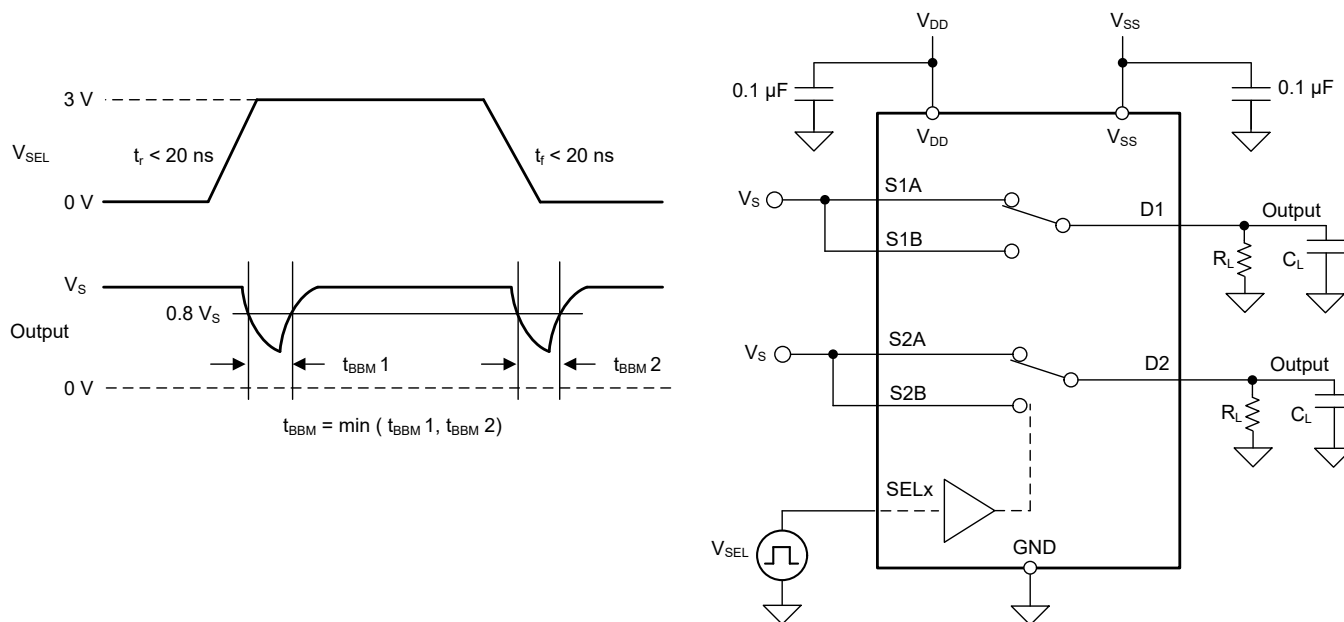 3 V
V_SEL
t_r < 20 ns
t_f < 20 ns
0 V
V_S
0.8 V_S
Output
t_BBM 1
t_BBM 2
0 V
t_BBM = min ( t_BBM 1, t_BBM 2)
V_DD
V_SS
0.1 µF
0.1 µF
V_DD
V_SS
V_S
S1A
D1
Output
S1B
R_L
C_L
V_S
S2A
D2
Output
S2B
R_L
C_L
SELx
V_SEL
GND